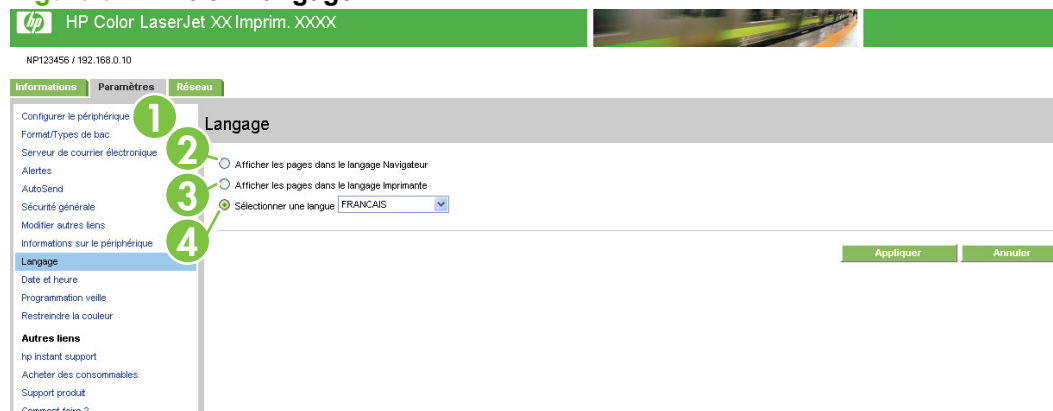 HP Color LaserJet XX Imprim. XXXX
NP123456 / 192.168.0.10
Informations Paramètres Réseau
Configurer le périphérique
1
Format/Types de bac
Serveur de courrier électronique
Alertes
AutoSend
Sécurité générale
Modifier autres liens
Informations sur le périphérique
Langage
Date et heure
Programmation veille
Restreindre la couleur
Autres liens
hp instant support
Acheter des consommables
Support produit
Langage
2
Afficher les pages dans le langage Navigateur
3
Afficher les pages dans le langage Imprimante
4
Sélectionner une langue FRANCAIS
Appliquer Annuler